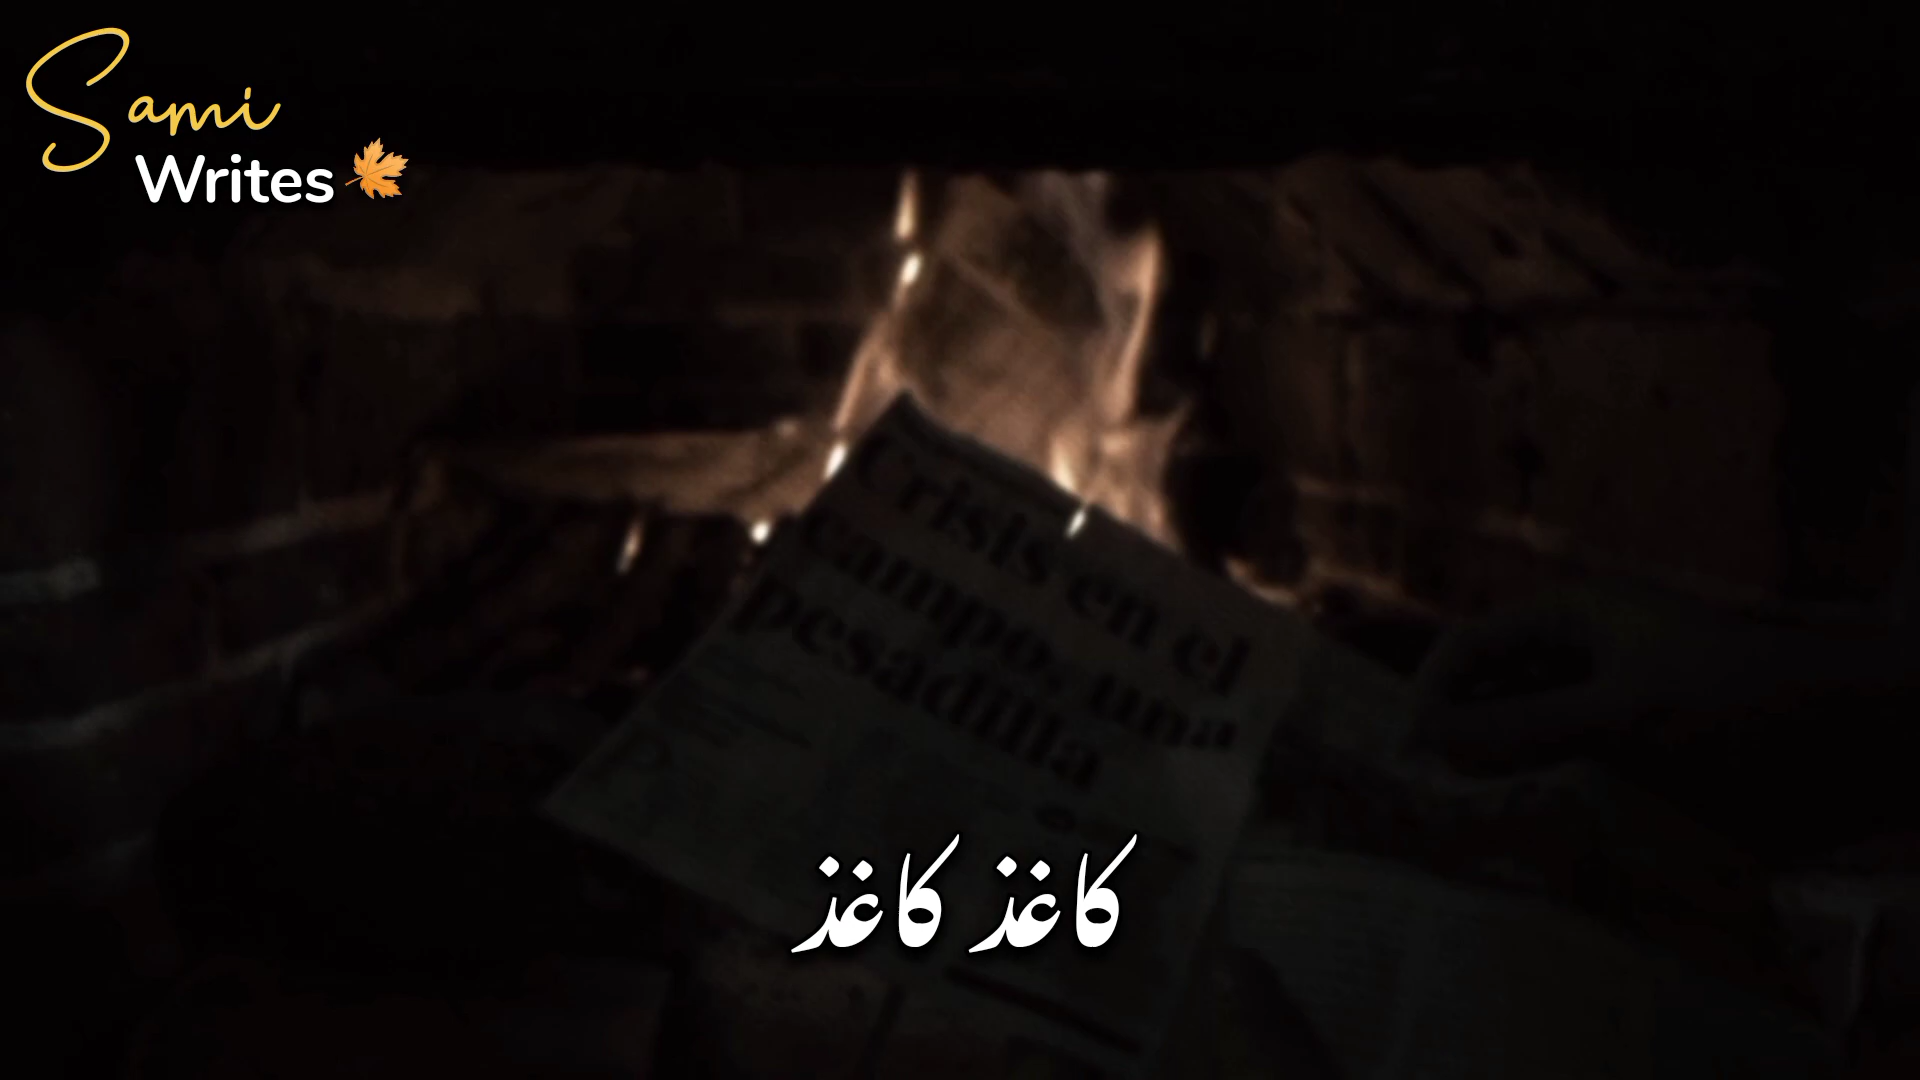 Sami
Writes
Crisis en el
campo, una
pesadilla
کاغذ کاغذ